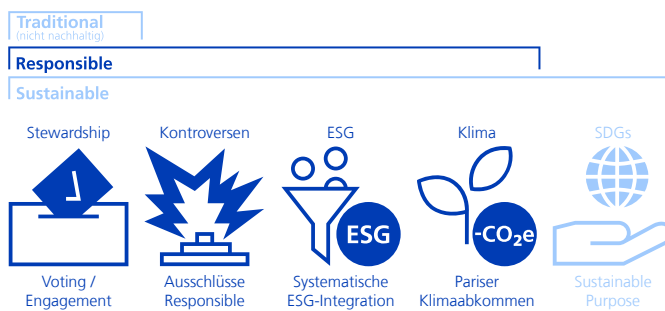 Traditional
(nicht nachhaltig)
Responsible
Sustainable
Stewardship
Kontroversen
ESG
Klima
SDGs
ESG
-CO₂e
Voting /
Engagement
Ausschlüsse
Responsible
Systematische
ESG-Integration
Pariser
Klimaabkommen
Sustainable
Purpose